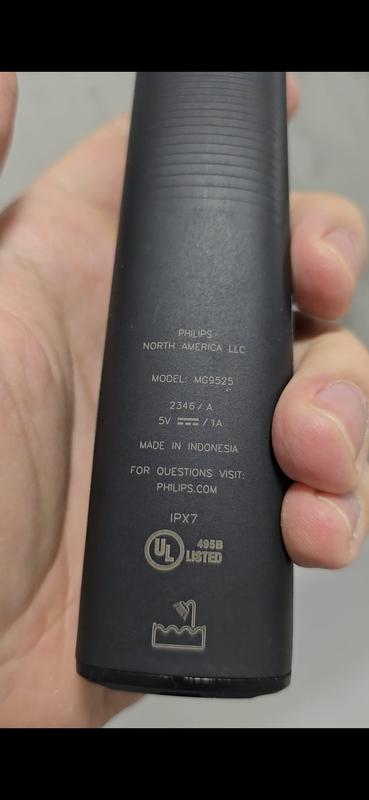 PHILIPS
NORTH AMERICA LLC
MODEL: MG9525
2346 / A
5V / 1A
MADE IN INDONESIA
FOR QUESTIONS VISIT:
PHILIPS.COM
IPX7
UL
495B
LISTED